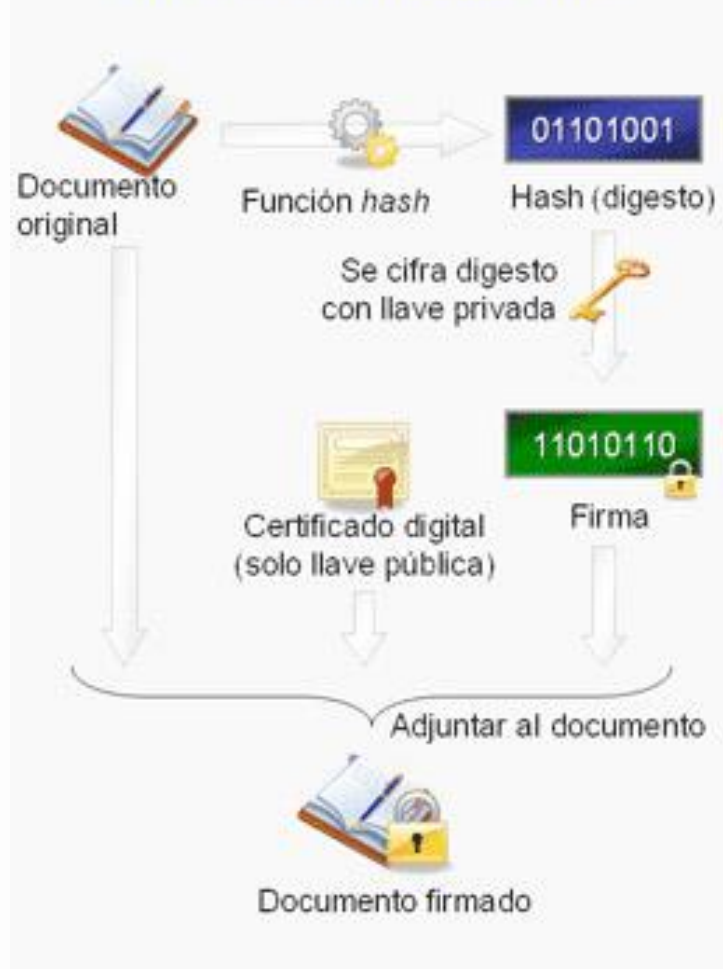 01101001
Documento
original
Función hash
Hash (digesto)
Se cifra digesto
con llave privada
11010110
Certificado digital
(solo llave pública)
Firma
Adjuntar al documento
Documento firmado